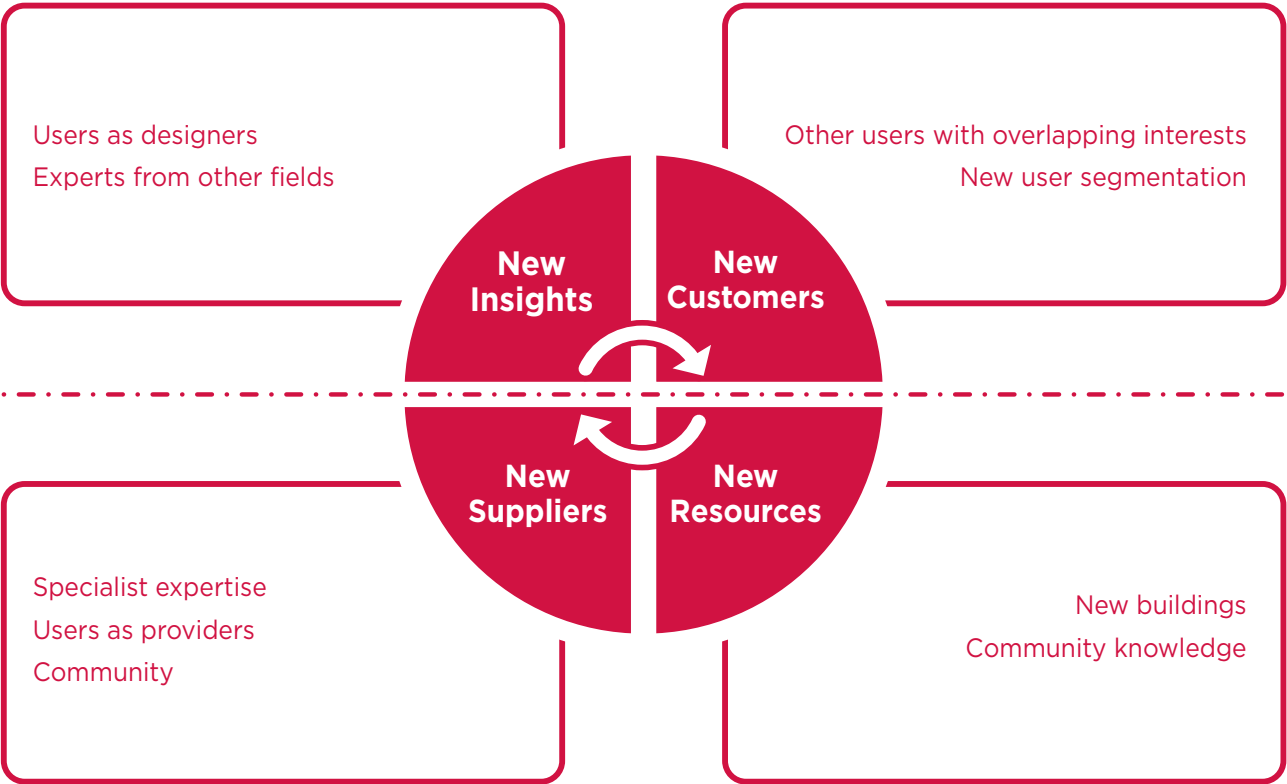 Users as designers
Experts from other fields
Other users with overlapping interests
New user segmentation
New
Insights
New
Customers
New
Suppliers
New
Resources
Specialist expertise
Users as providers
Community
New buildings
Community knowledge